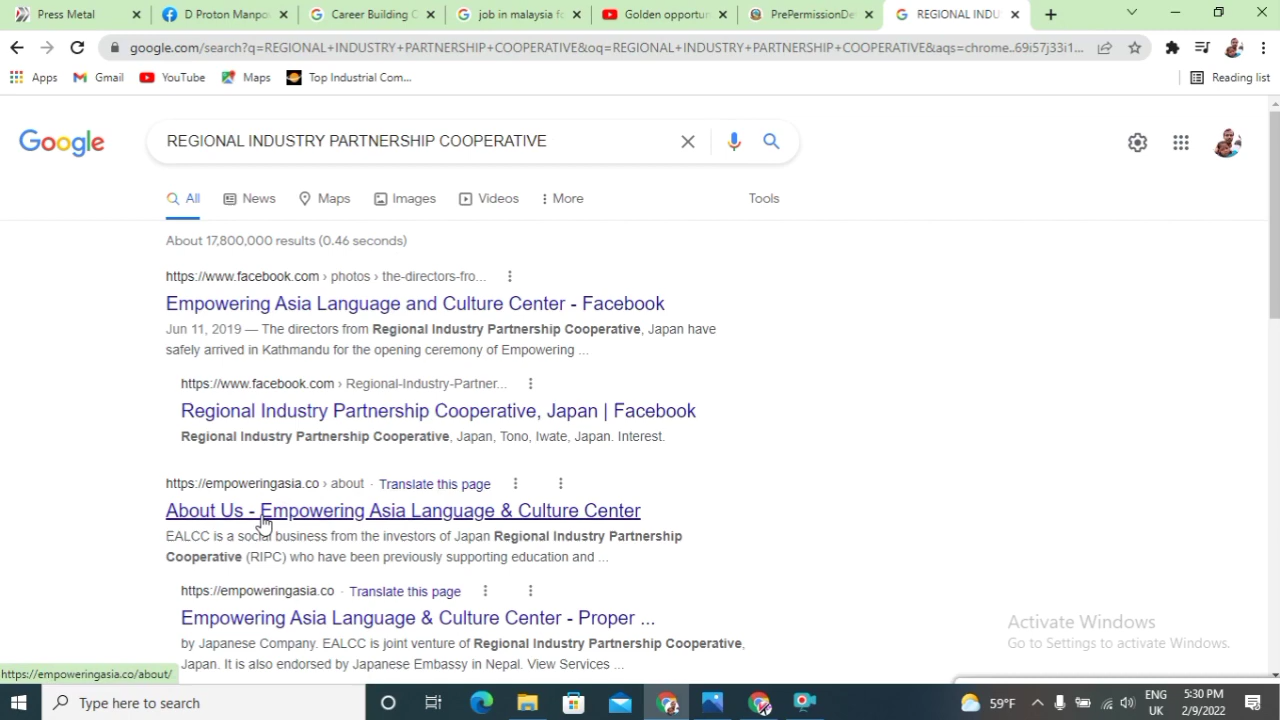 Press Metal
D Proton Manpo
Career Building C
job in malaysia fo
Golden opportun
PrePermissionDe
REGIONAL INDU
google.com/search?q=REGIONAL+INDUSTRY+PARTNERSHIP+COOPERATIVE&oq=REGIONAL+INDUSTRY+PARTNERSHIP+COOPERATIVE&aqs=chrome..69i57j33i1...
Apps
Gmail
YouTube
Maps
Top Industrial Com...
Reading list
Google
REGIONAL INDUSTRY PARTNERSHIP COOPERATIVE
All
News
Maps
Images
Videos
More
Tools
About 17,800,000 results (0.46 seconds)
https://www.facebook.com › photos › the-directors-fro...
Empowering Asia Language and Culture Center - Facebook
Jun 11, 2019 — The directors from Regional Industry Partnership Cooperative, Japan have
safely arrived in Kathmandu for the opening ceremony of Empowering ...
https://www.facebook.com › Regional-Industry-Partner...
Regional Industry Partnership Cooperative, Japan | Facebook
Regional Industry Partnership Cooperative, Japan, Tono, Iwate, Japan. Interest.
https://empoweringasia.co › about · Translate this page
About Us - Empowering Asia Language & Culture Center
EALCC is a social business from the investors of Japan Regional Industry Partnership
Cooperative (RIPC) who have been previously supporting education and ...
https://empoweringasia.co · Translate this page
Empowering Asia Language & Culture Center - Proper ...
by Japanese Company. EALCC is joint venture of Regional Industry Partnership Cooperative,
Japan. It is also endorsed by Japanese Embassy in Nepal. View Services ...
Activate Windows
Go to Settings to activate Windows.
https://empoweringasia.co/about/
Type here to search
59°F
ENG
UK
5:30 PM
2/9/2022